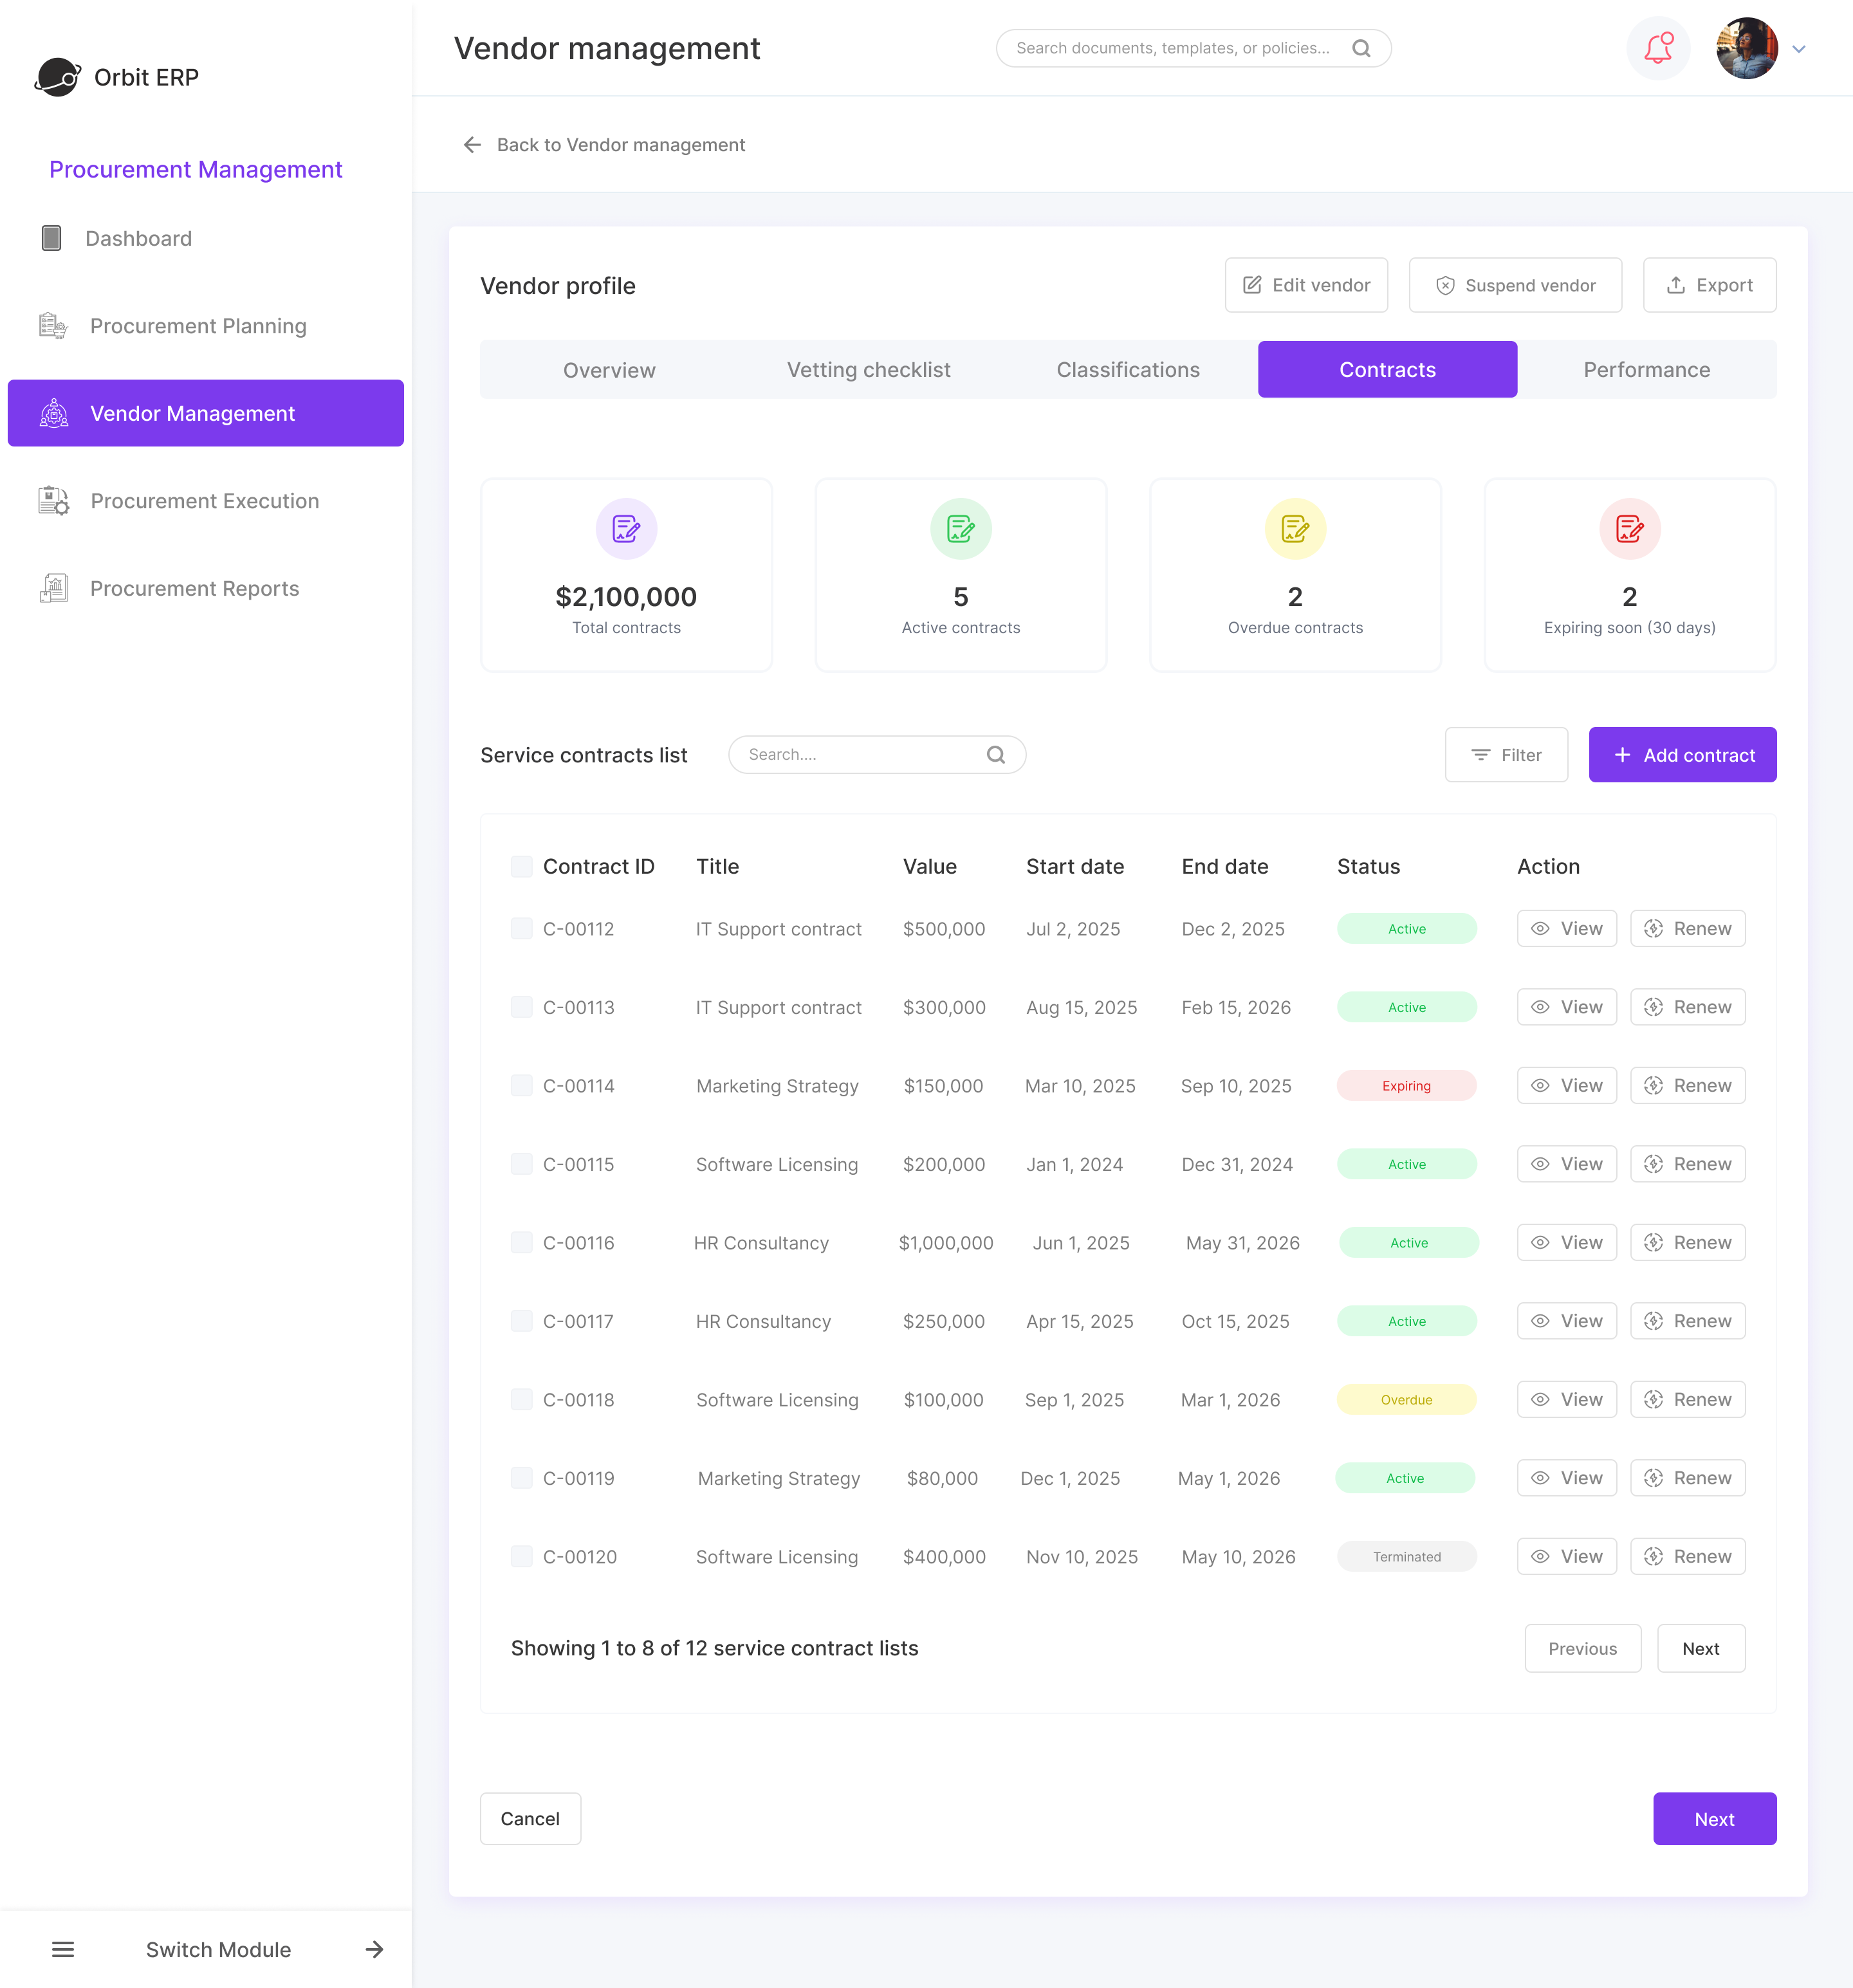 Orbit ERP
Procurement Management
Dashboard
Procurement Planning
Vendor Management
Procurement Execution
Procurement Reports
Switch Module
Vendor management
Search documents, templates, or policies...
Back to Vendor management
Vendor profile
Edit vendor
Suspend vendor
Export
Overview
Vetting checklist
Classifications
Contracts
Performance
$2,100,000
Total contracts
5
Active contracts
2
Overdue contracts
2
Expiring soon (30 days)
Service contracts list
Search....
Filter
Add contract
Contract ID Title Value Start date End date Status Action
C-00112 IT Support contract $500,000 Jul 2, 2025 Dec 2, 2025 Active View Renew
C-00113 IT Support contract $300,000 Aug 15, 2025 Feb 15, 2026 Active View Renew
C-00114 Marketing Strategy $150,000 Mar 10, 2025 Sep 10, 2025 Expiring View Renew
C-00115 Software Licensing $200,000 Jan 1, 2024 Dec 31, 2024 Active View Renew
C-00116 HR Consultancy $1,000,000 Jun 1, 2025 May 31, 2026 Active View Renew
C-00117 HR Consultancy $250,000 Apr 15, 2025 Oct 15, 2025 Active View Renew
C-00118 Software Licensing $100,000 Sep 1, 2025 Mar 1, 2026 Overdue View Renew
C-00119 Marketing Strategy $80,000 Dec 1, 2025 May 1, 2026 Active View Renew
C-00120 Software Licensing $400,000 Nov 10, 2025 May 10, 2026 Terminated View Renew
Showing 1 to 8 of 12 service contract lists
Previous
Next
Cancel
Next